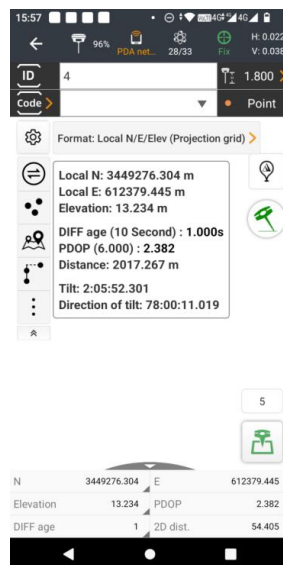 15:57 4G 4G
96% PDA net... 28/33 Fix H: 0.022
V: 0.038
ID 4 1.800
Code Point
Format: Local N/E/Elev (Projection grid)
Local N: 3449276.304 m
Local E: 612379.445 m
Elevation: 13.234 m
DIFF age (10 Second) : 1.000s
PDOP (6.000) : 2.382
Distance: 2017.267 m
Tilt: 2:05:52.301
Direction of tilt: 78:00:11.019
5
N 3449276.304 E 612379.445
Elevation 13.234 PDOP 2.382
DIFF age 1 2D dist. 54.405